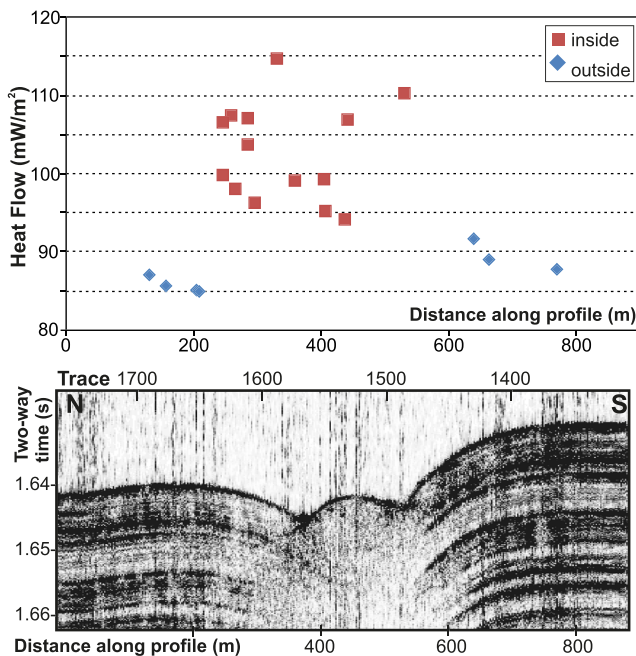 120
110
100
90
80
Heat Flow (mW/m²)
inside
outside
Distance along profile (m)
0 200 400 600 800
Trace 1700 1600 1500 1400
N S
Two-way
time (s)
1.64
1.65
1.66
Distance along profile (m) 400 600 800